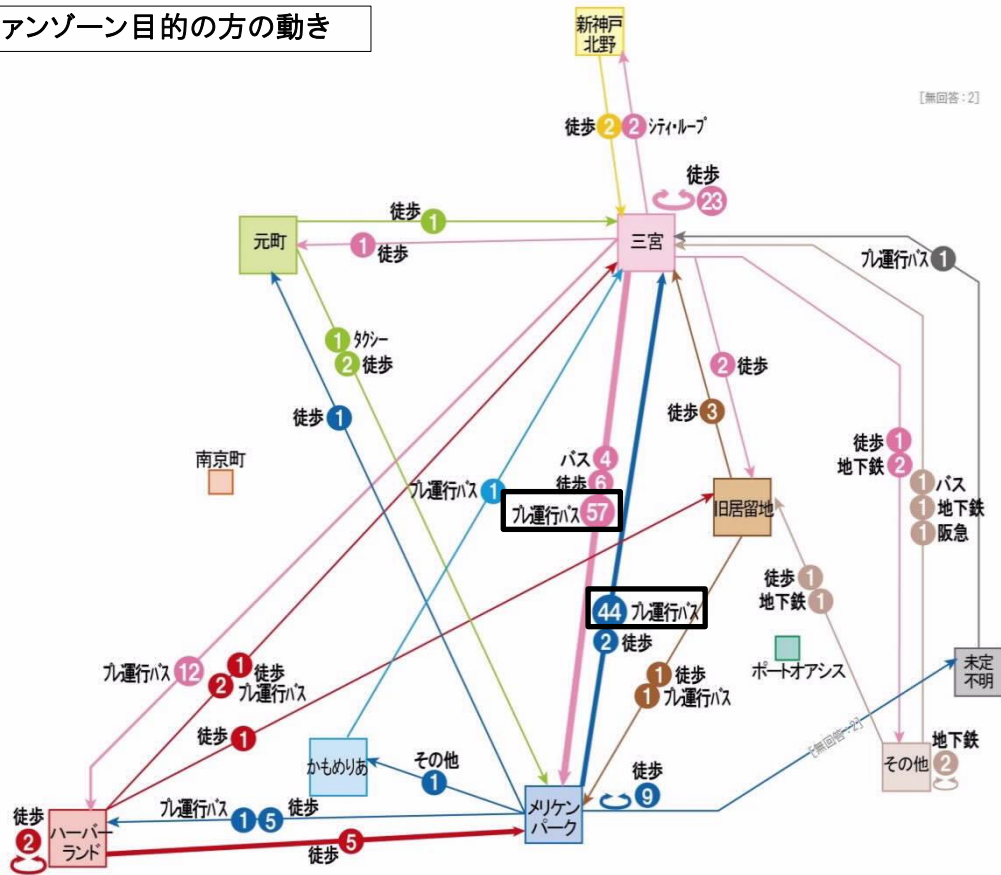 ァンゾーン目的の方の動き
新神戸
北野
[無回答：2]
徒歩 2 2 シティ・ループ
徒歩
23
元町
徒歩 1
1 徒歩
三宮
プレ運行バス 1
1 タクシー
2 徒歩
2 徒歩
徒歩 1
徒歩 3
南京町
バス 4
徒歩 6
プレ運行バス 57
プレ運行バス 1
旧居留地
徒歩 1
地下鉄 2
1 バス
1 地下鉄
1 阪急
44 プレ運行バス
2 徒歩
徒歩 1
地下鉄 1
ポートオアシス
未定
不明
プレ運行バス 12
1 徒歩
2 プレ運行バス
1 徒歩
1 プレ運行バス
徒歩 1
[無回答：2]
かもめりあ
その他
1
その他
地下鉄
2
徒歩
9
メリケン
パーク
プレ運行バス 1 5 徒歩
徒歩
2
ハーバー
ランド
徒歩 5